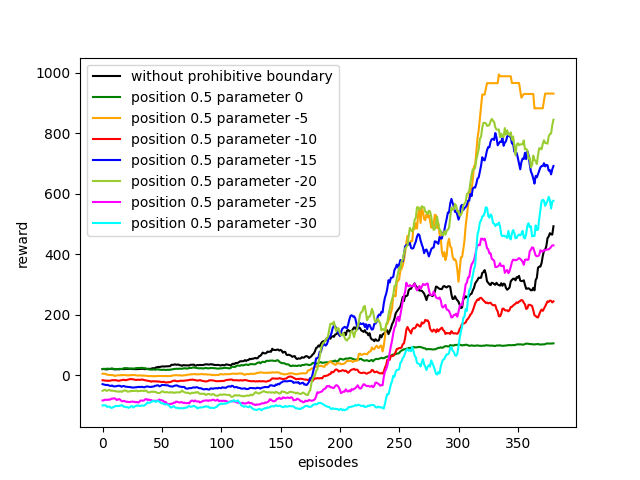 1000
800
600
400
200
0
reward
without prohibitive boundary
position 0.5 parameter 0
position 0.5 parameter -5
position 0.5 parameter -10
position 0.5 parameter -15
position 0.5 parameter -20
position 0.5 parameter -25
position 0.5 parameter -30
0 50 100 150 200 250 300 350
episodes